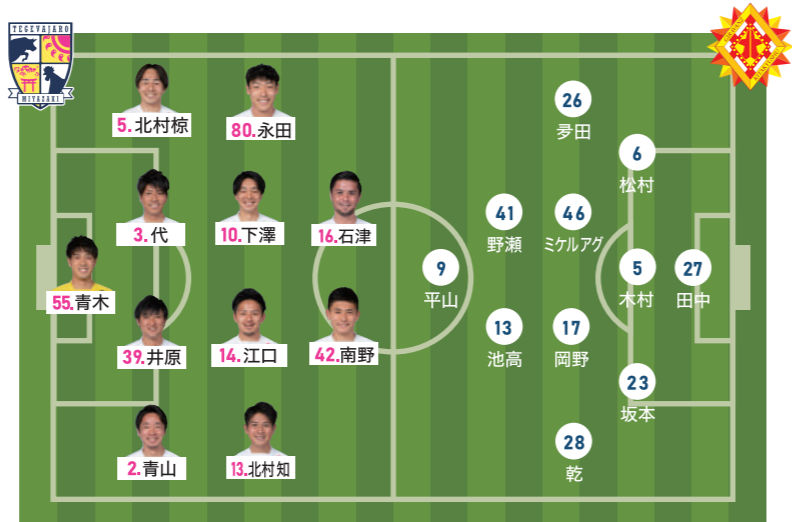 TEGEVAJARO
MIYAZAKI
5.北村椋
80.永田
3.代
10.下澤
16.石津
55.青木
39.井原
14.江口
42.南野
2.青山
13.北村知
26
夛田
6
松村
41
野瀬
46
ミケルアグ
9
平山
5
木村
27
田中
13
池高
17
岡野
23
坂本
28
乾